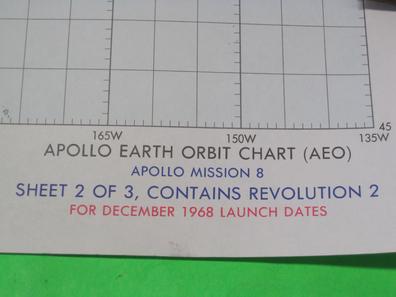 45
165W 150W 135W
APOLLO EARTH ORBIT CHART (AEO)
APOLLO MISSION 8
SHEET 2 OF 3, CONTAINS REVOLUTION 2
FOR DECEMBER 1968 LAUNCH DATES